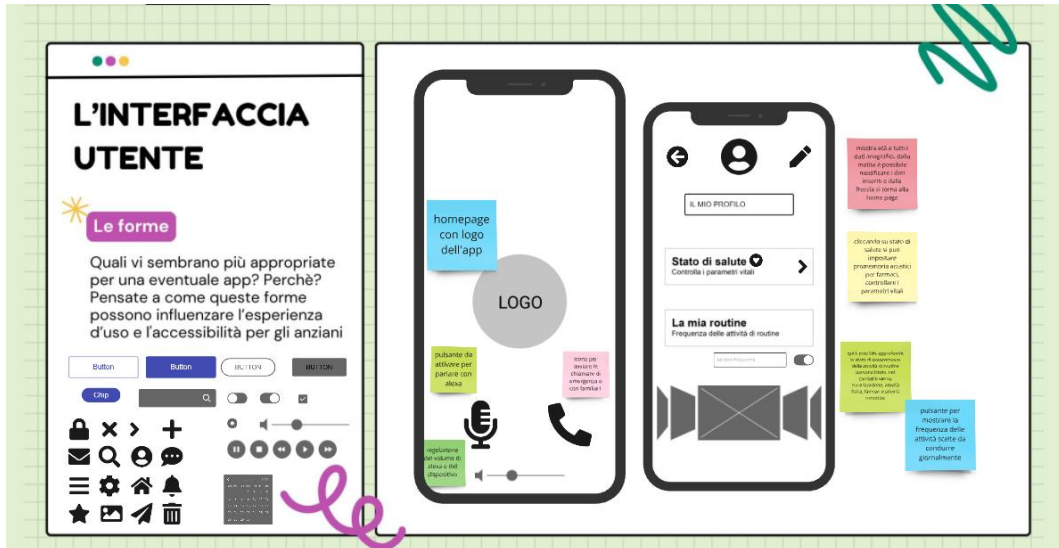 L'INTERFACCIA
UTENTE
Le forme
Quali vi sembrano più appropriate
per una eventuale app? Perchè?
Pensate a come queste forme
possono influenzare l'esperienza
d'uso e l'accessibilità per gli anziani
Button
Button
BUTTON
BUTTON
Chip
homepage
con logo
dell'app
LOGO
pulsante da
attivare per
parlare con
alexa
icona per
avviare le
chiamate di
emergenza o
con familiari
regolatore
del volume di
alexa e del
dispositivo
IL MIO PROFILO
Stato di salute
Controlla i parametri vitali
La mia routine
Frequenza delle attività di routine
mostra età e tutti i
dati anagrafici, dalla
matita è possibile
modificare i dati
inseriti e dalla
freccia si torna alla
home page
cliccando su stato di
salute si può
impostare
promemoria acustici
per farmaci,
controllare i
parametri vitali
pulsante per
mostrare la
frequenza delle
attività scelte da
condurre
giornalmente